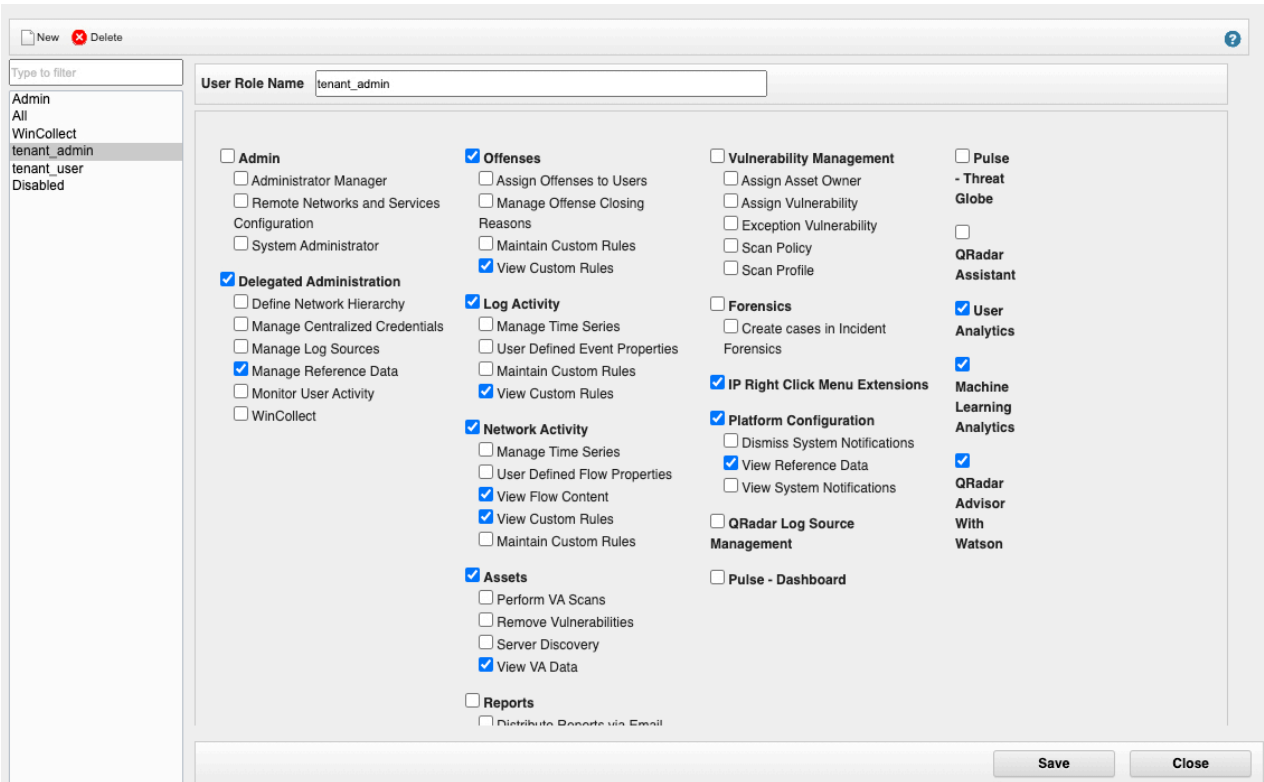 New
Delete
Type to filter
Admin
All
WinCollect
tenant_admin
tenant_user
Disabled
User Role Name
tenant_admin
Admin
Administrator Manager
Remote Networks and Services
Configuration
System Administrator
Delegated Administration
Define Network Hierarchy
Manage Centralized Credentials
Manage Log Sources
Manage Reference Data
Monitor User Activity
WinCollect
Offenses
Assign Offenses to Users
Manage Offense Closing
Reasons
Maintain Custom Rules
View Custom Rules
Log Activity
Manage Time Series
User Defined Event Properties
Maintain Custom Rules
View Custom Rules
Network Activity
Manage Time Series
User Defined Flow Properties
View Flow Content
View Custom Rules
Maintain Custom Rules
Assets
Perform VA Scans
Remove Vulnerabilities
Server Discovery
View VA Data
Reports
Distribute Reports via Email
Vulnerability Management
Assign Asset Owner
Assign Vulnerability
Exception Vulnerability
Scan Policy
Scan Profile
Forensics
Create cases in Incident
Forensics
IP Right Click Menu Extensions
Platform Configuration
Dismiss System Notifications
View Reference Data
View System Notifications
QRadar Log Source
Management
Pulse - Dashboard
Pulse
- Threat
Globe
QRadar
Assistant
User
Analytics
Machine
Learning
Analytics
QRadar
Advisor
With
Watson
Save
Close